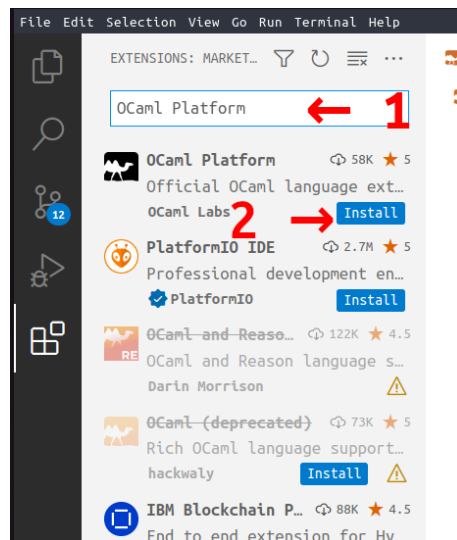 File Edit Selection View Go Run Terminal Help
EXTENSIONS: MARKET...
OCaml Platform
1
OCaml Platform 58K ★ 5
Official OCaml language ext...
OCaml Labs
2
Install
PlatformIO IDE 2.7M ★ 5
Professional development en...
PlatformIO
Install
OCaml and Reaso... 122K ★ 4.5
RE
OCaml and Reason language s...
Darin Morrison
OCaml (deprecated) 73K ★ 5
Rich OCaml language support...
hackwaly
Install
IBM Blockchain P... 88K ★ 4.5
End to end extension for Hy
12